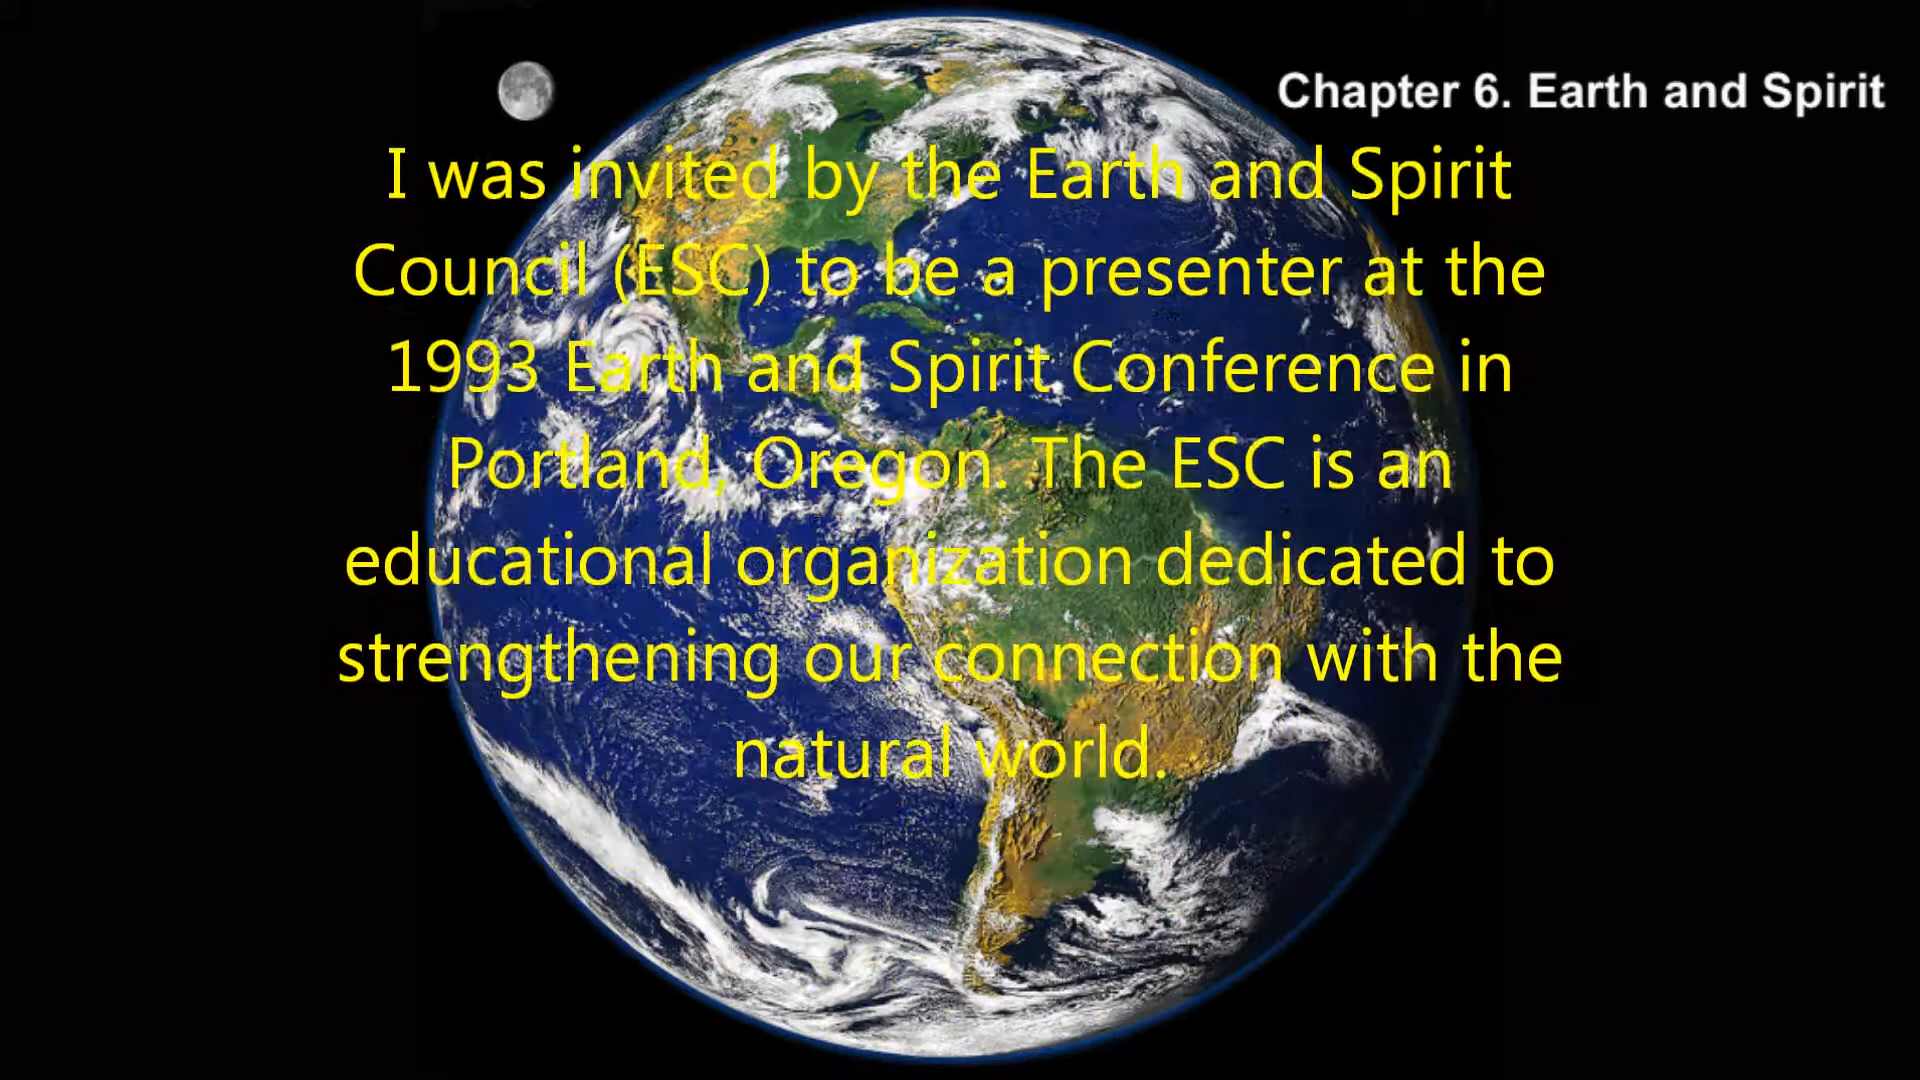 Chapter 6. Earth and Spirit
I was invited by the Earth and Spirit
Council (ESC) to be a presenter at the
1993 Earth and Spirit Conference in
Portland, Oregon. The ESC is an
educational organization dedicated to
strengthening our connection with the
natural world.